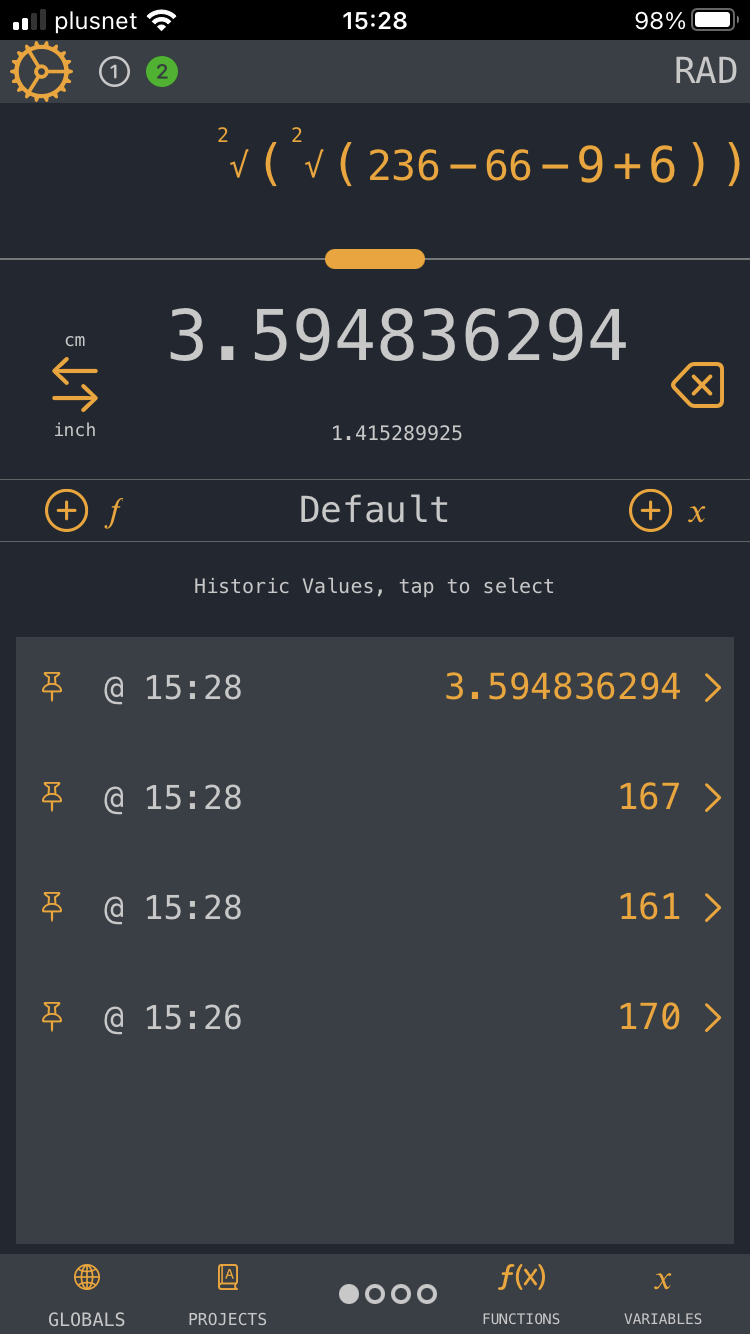 plusnet 15:28 98%
1 2 RAD
2√(2√(236−66−9+6))
3.594836294
cm
inch
1.415289925
f Default x
Historic Values, tap to select
@ 15:28 3.594836294
@ 15:28 167
@ 15:28 161
@ 15:26 170
A f(x) x
GLOBALS PROJECTS FUNCTIONS VARIABLES